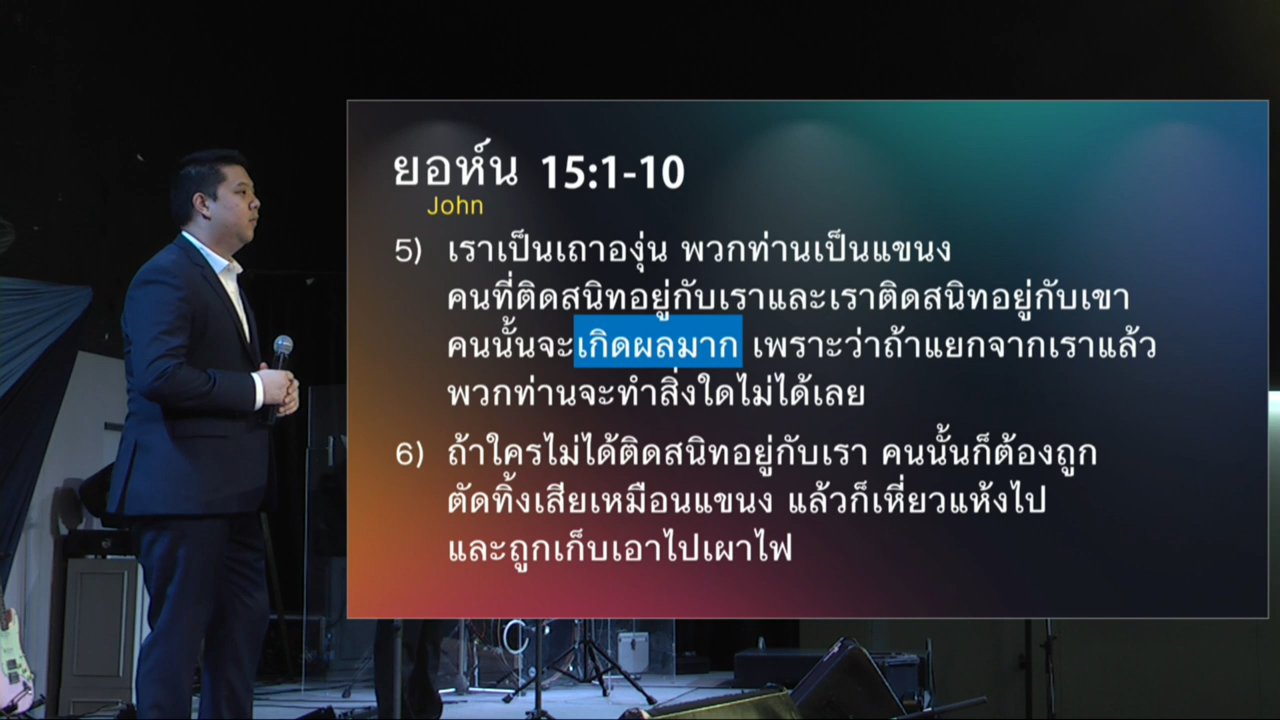 ยอห์น 15:1-10
John
5) เราเป็นเถาองุ่น พวกท่านเป็นแขนง
คนที่ติดสนิทอยู่กับเราและเราติดสนิทอยู่กับเขา
คนนั้นจะเกิดผลมาก เพราะว่าถ้าแยกจากเราแล้ว
พวกท่านจะทำสิ่งใดไม่ได้เลย
6) ถ้าใครไม่ได้ติดสนิทอยู่กับเรา คนนั้นก็ต้องถูก
ตัดทิ้งเสียเหมือนแขนง แล้วก็เหี่ยวแห้งไป
และถูกเก็บเอาไปเผาไฟ